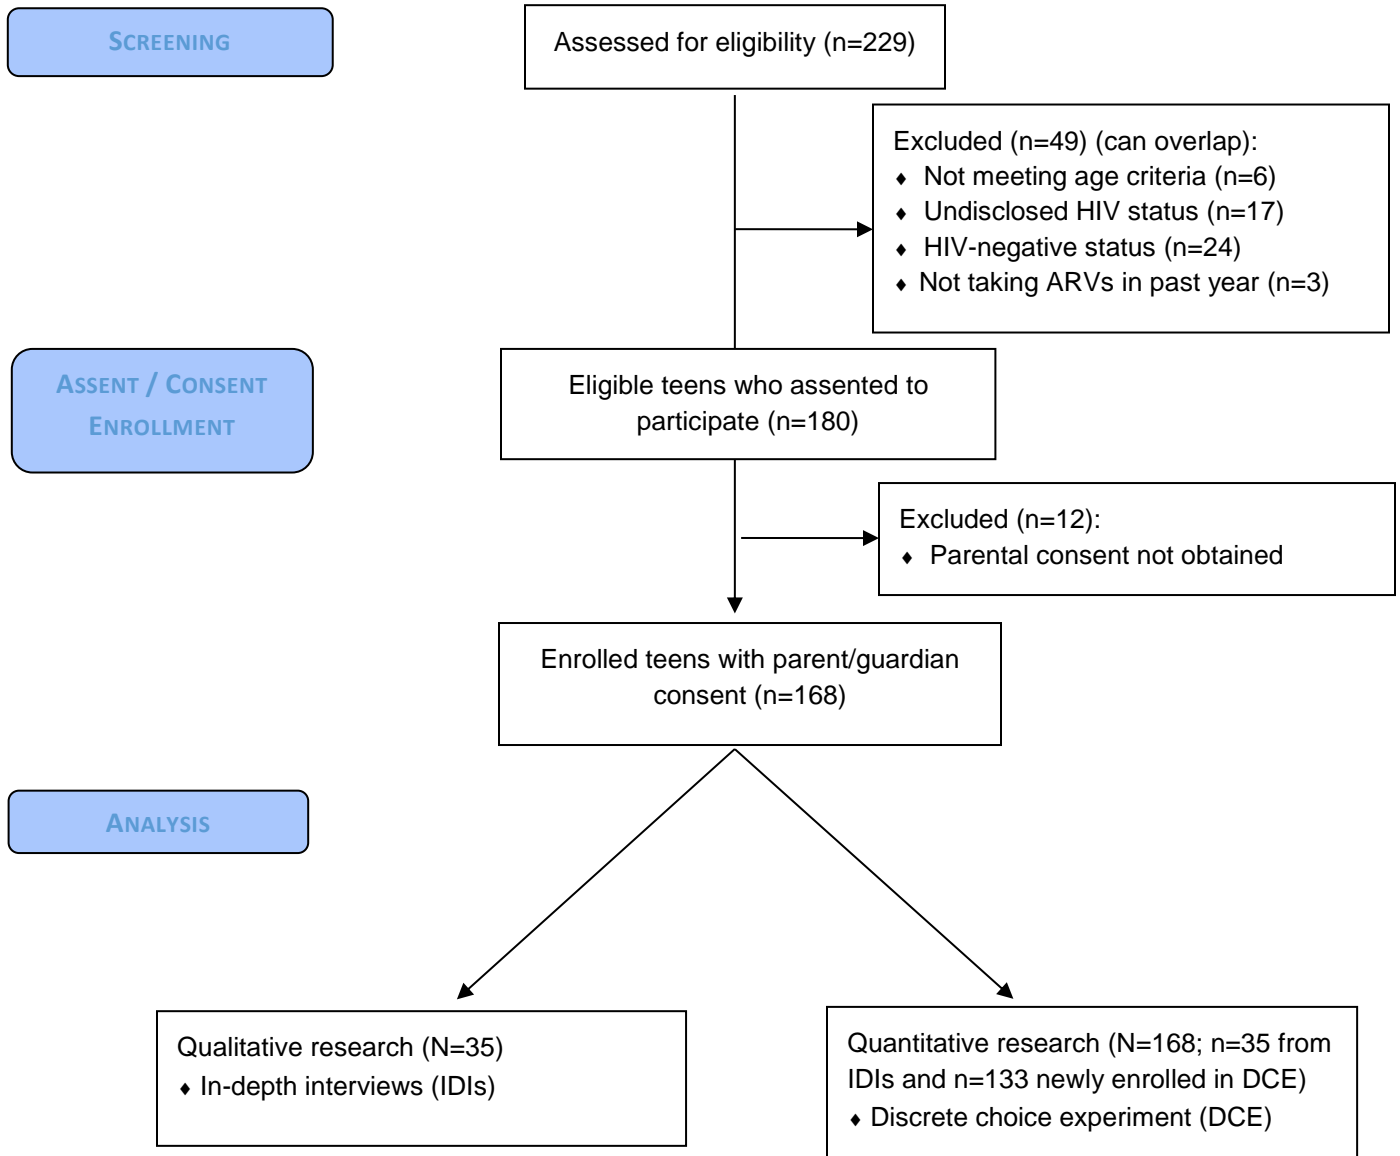 SCREENING
Assessed for eligibility (n=229)
Excluded (n=49) (can overlap):
♦ Not meeting age criteria (n=6)
♦ Undisclosed HIV status (n=17)
♦ HIV-negative status (n=24)
♦ Not taking ARVs in past year (n=3)
ASSENT / CONSENT
ENROLLMENT
Eligible teens who assented to
participate (n=180)
Excluded (n=12):
♦ Parental consent not obtained
Enrolled teens with parent/guardian
consent (n=168)
ANALYSIS
Qualitative research (N=35)
♦ In-depth interviews (IDIs)
Quantitative research (N=168; n=35 from
IDIs and n=133 newly enrolled in DCE)
♦ Discrete choice experiment (DCE)